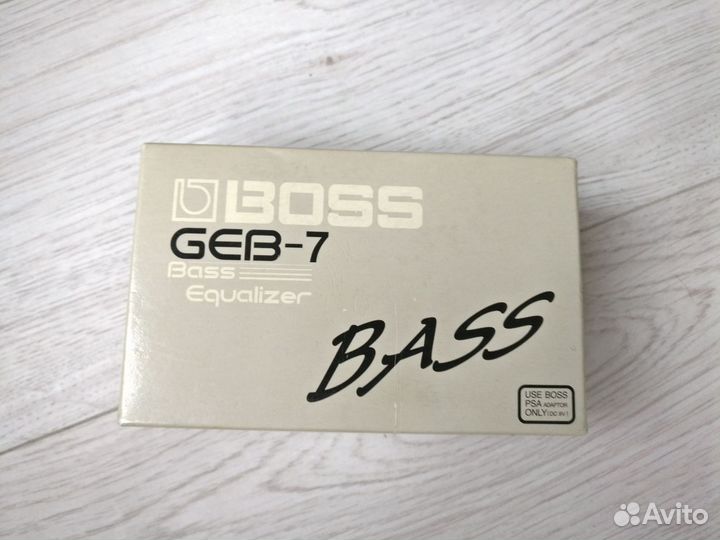 BOSS
GEB-7
Bass
Equalizer
BASS
USE BOSS
PSA ADAPTOR
ONLY (DC 9V)
Avito